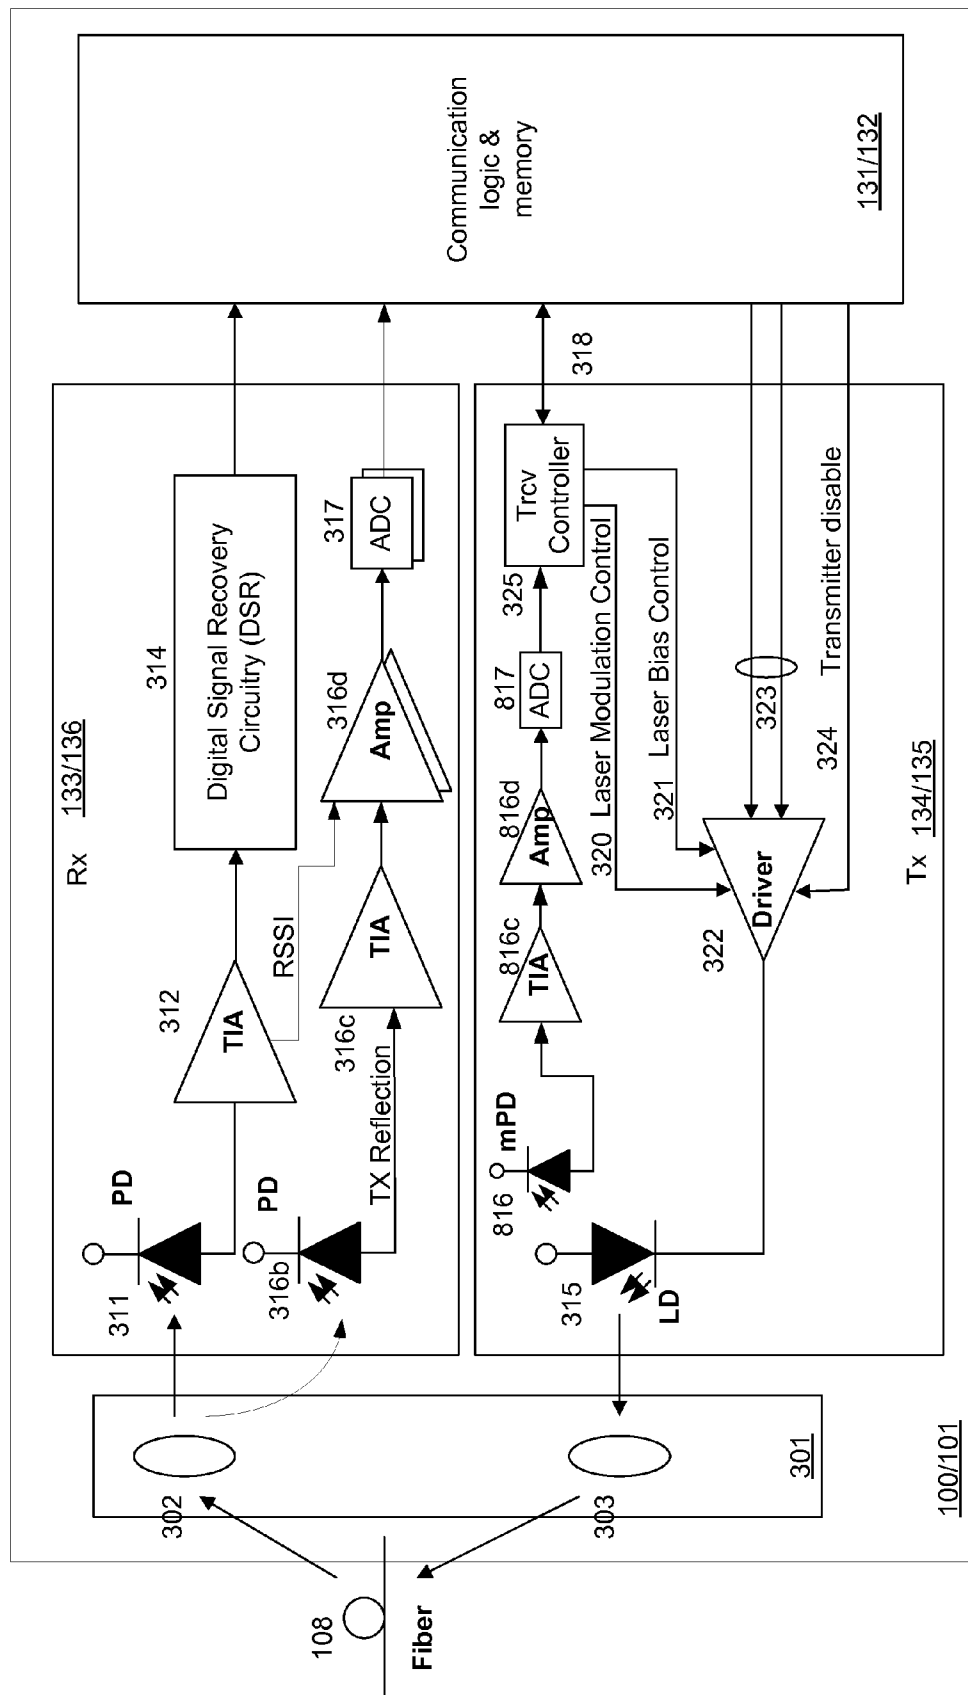 108
Fiber
302
303
301
100/101
Rx
133/136
311
PD
312
TIA
RSSI
314
Digital Signal Recovery
Circuitry (DSR)
316b
PD
TX Reflection
316c
TIA
316d
Amp
317
ADC
Communication
logic &
memory
131/132
318
816
mPD
816c
TIA
816d
Amp
817
ADC
325
Trcv
Controller
320 Laser Modulation Control
321 Laser Bias Control
315
LD
322
Driver
323
324
Transmitter disable
Tx 134/135